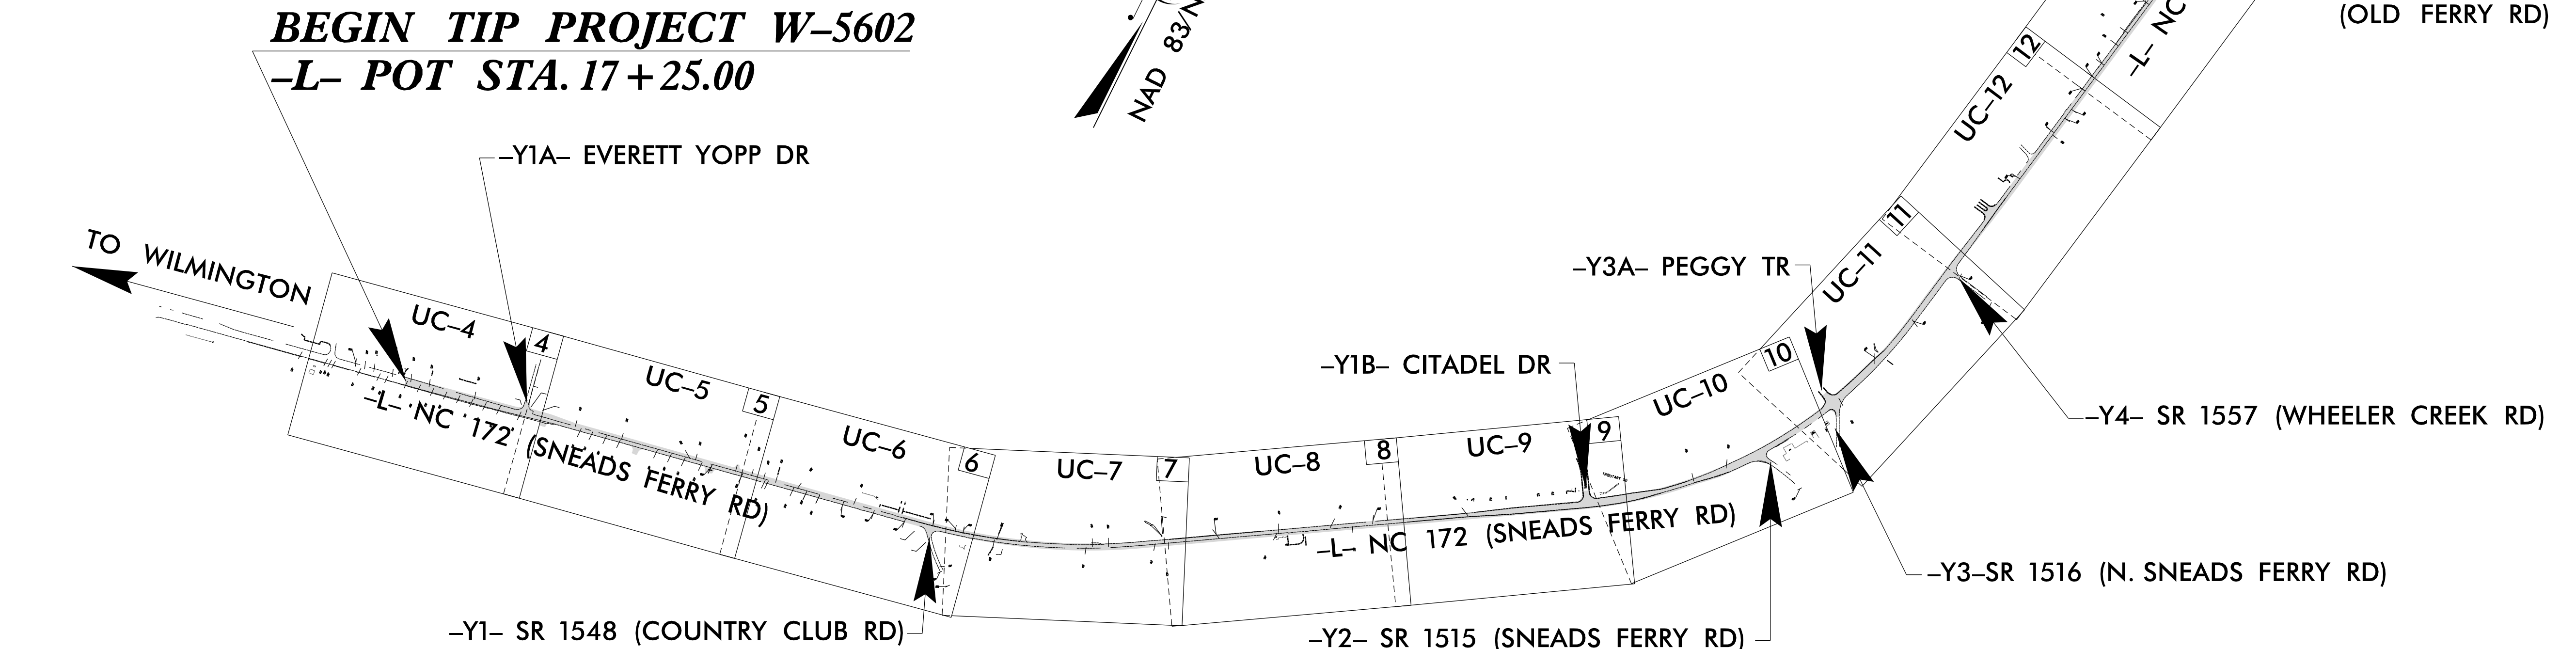 BEGIN TIP PROJECT W–5602
–L– POT STA. 17+25.00
(OLD FERRY RD)
NAD 83/N
–L– NC
12
UC–12
–Y1A– EVERETT YOPP DR
TO WILMINGTON
11
UC–11
–Y3A– PEGGY TR
UC–4
4
UC–5
5
–L– NC 172 (SNEADS FERRY RD)
UC–6
6
UC–7
7
UC–8
8
UC–9
9
–Y1B– CITADEL DR
UC–10
10
–Y4– SR 1557 (WHEELER CREEK RD)
–L– NC 172 (SNEADS FERRY RD)
–Y3–SR 1516 (N. SNEADS FERRY RD)
–Y1– SR 1548 (COUNTRY CLUB RD)
–Y2– SR 1515 (SNEADS FERRY RD)